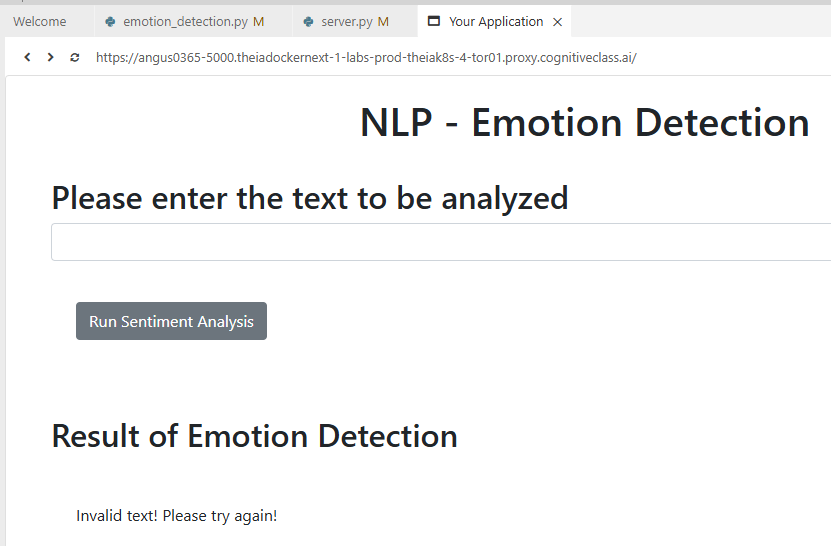 Welcome emotion_detection.py M server.py M Your Application
https://angus0365-5000.theiadockernext-1-labs-prod-theiak8s-4-tor01.proxy.cognitiveclass.ai/
NLP - Emotion Detection
Please enter the text to be analyzed
Run Sentiment Analysis
Result of Emotion Detection
Invalid text! Please try again!